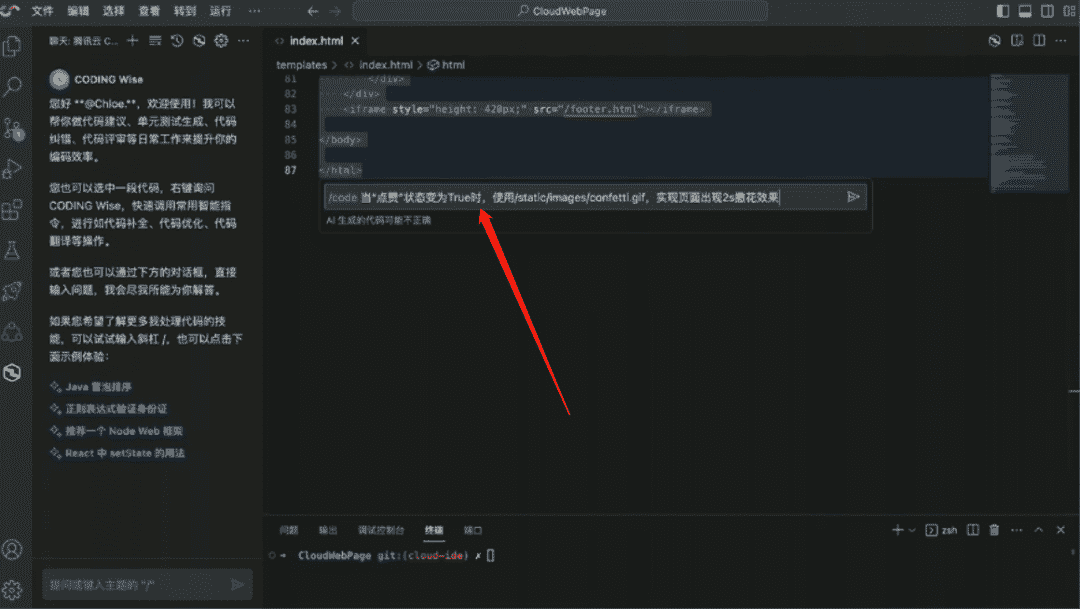 文件 编辑 选择 查看 转到 运行 ···
CloudWebPage
聊天: 腾讯云 C...
index.html
templates > index.html > html
CODING Wise
您好 **@Chloe.**，欢迎使用！我可以
帮你做代码建议、单元测试生成、代码
纠错、代码评审等日常工作来提升你的
编码效率。
您也可以选中一段代码，右键询问
CODING Wise，快速调用常用智能指
令，进行如代码补全、代码优化、代码
翻译等操作。
或者您也可以通过下方的对话框，直接
输入问题，我会尽我所能为你解答。
如果您希望了解更多我处理代码的技
能，可以试试输入斜杠 /，也可以点击下
面示例体验：
Java 冒泡排序
正则表达式验证身份证
推荐一个 Node Web 框架
React 中 setState 的用法
提问或输入主题的 "/"
81 </div>
82 </div>
83 <iframe style="height: 420px;" src="/footer.html"></iframe>
84
85 </body>
86
87 </html>
/code 当"点赞"状态变为True时，使用/static/images/confetti.gif，实现页面出现2s撒花效果
AI 生成的代码可能不正确
问题 输出 调试控制台 终端 端口
zsh
CloudWebPage git:(cloud-ide) ✗